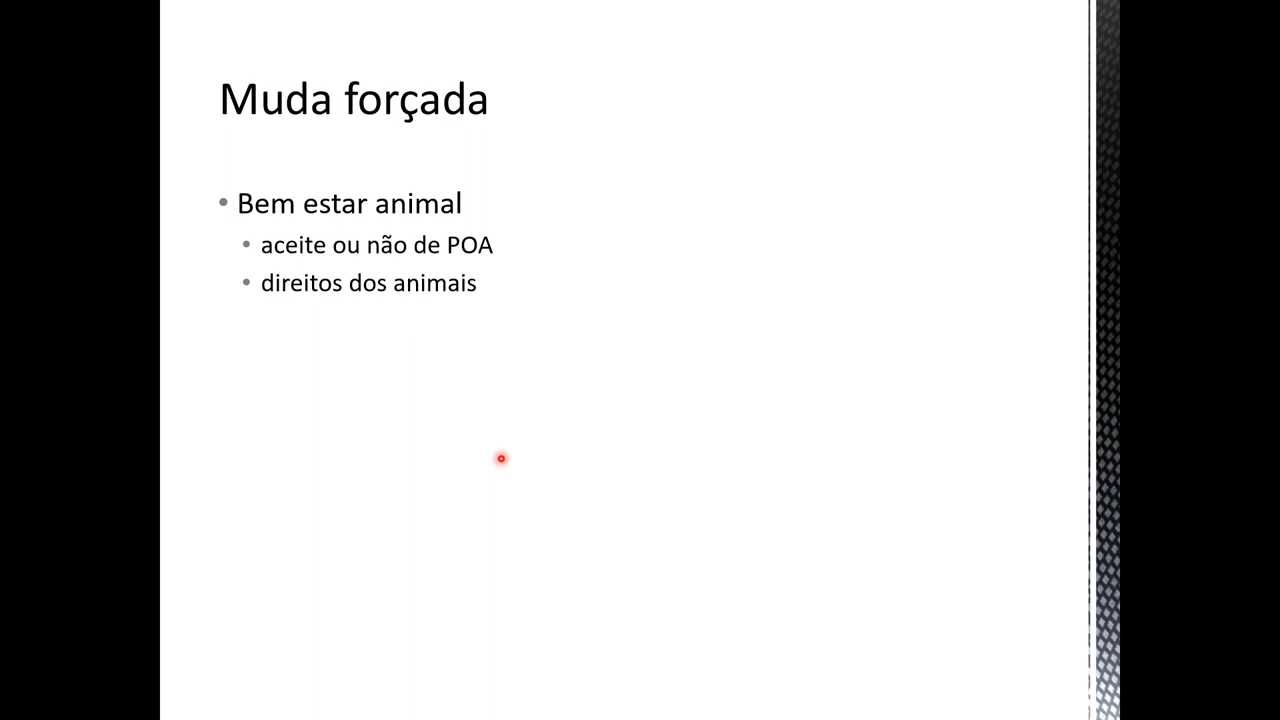 Muda forçada
• Bem estar animal
• aceite ou não de POA
• direitos dos animais